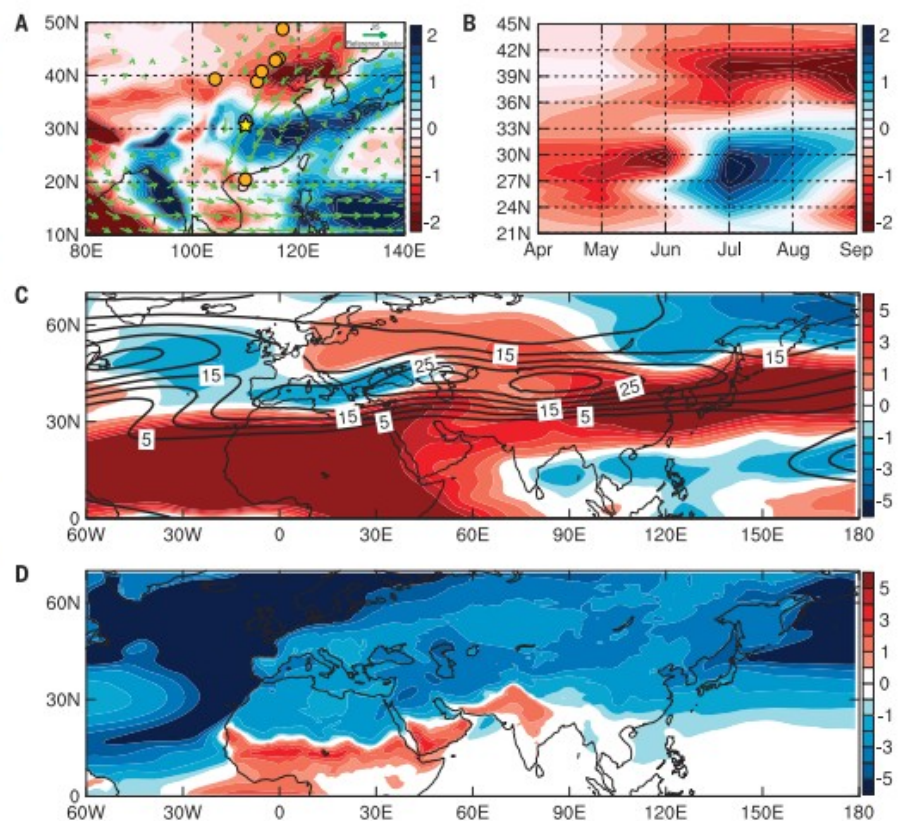 A
50N
40N
30N
20N
10N
80E
100E
120E
140E
Reference Vector
2
1
0
-1
-2
B
45N
42N
39N
36N
33N
30N
27N
24N
21N
Apr
May
Jun
Jul
Aug
Sep
2
1
0
-1
-2
C
60N
30N
0
60W
30W
0
30E
60E
90E
120E
150E
180
15
25
15
15
25
15
5
15
5
5
5
3
1
0
-1
-3
-5
D
60N
30N
0
60W
30W
0
30E
60E
90E
120E
150E
180
5
3
1
0
-1
-3
-5